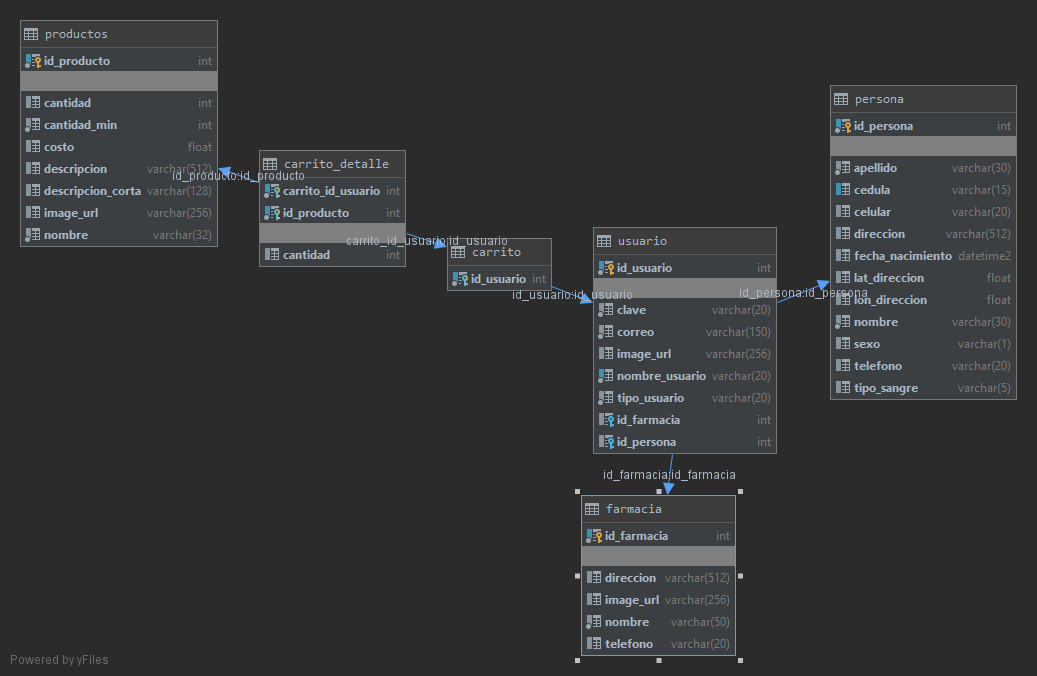 productos
id_producto int
cantidad int
cantidad_min int
costo float
descripcion varchar(512)
descripcion_corta varchar(128)
image_url varchar(256)
nombre varchar(32)
id_producto:id_producto
carrito_detalle
carrito_id_usuario int
id_producto int
cantidad int
carrito_id_usuario:id_usuario
carrito
id_usuario int
id_usuario:id_usuario
usuario
id_usuario int
clave varchar(20)
correo varchar(150)
image_url varchar(256)
nombre_usuario varchar(20)
tipo_usuario varchar(20)
id_farmacia int
id_persona int
id_persona:id_persona
persona
id_persona int
apellido varchar(30)
cedula varchar(15)
celular varchar(20)
direccion varchar(512)
fecha_nacimiento datetime2
lat_direccion float
lon_direccion float
nombre varchar(30)
sexo varchar(1)
telefono varchar(20)
tipo_sangre varchar(5)
id_farmacia:id_farmacia
farmacia
id_farmacia int
direccion varchar(512)
image_url varchar(256)
nombre varchar(50)
telefono varchar(20)
Powered by yFiles